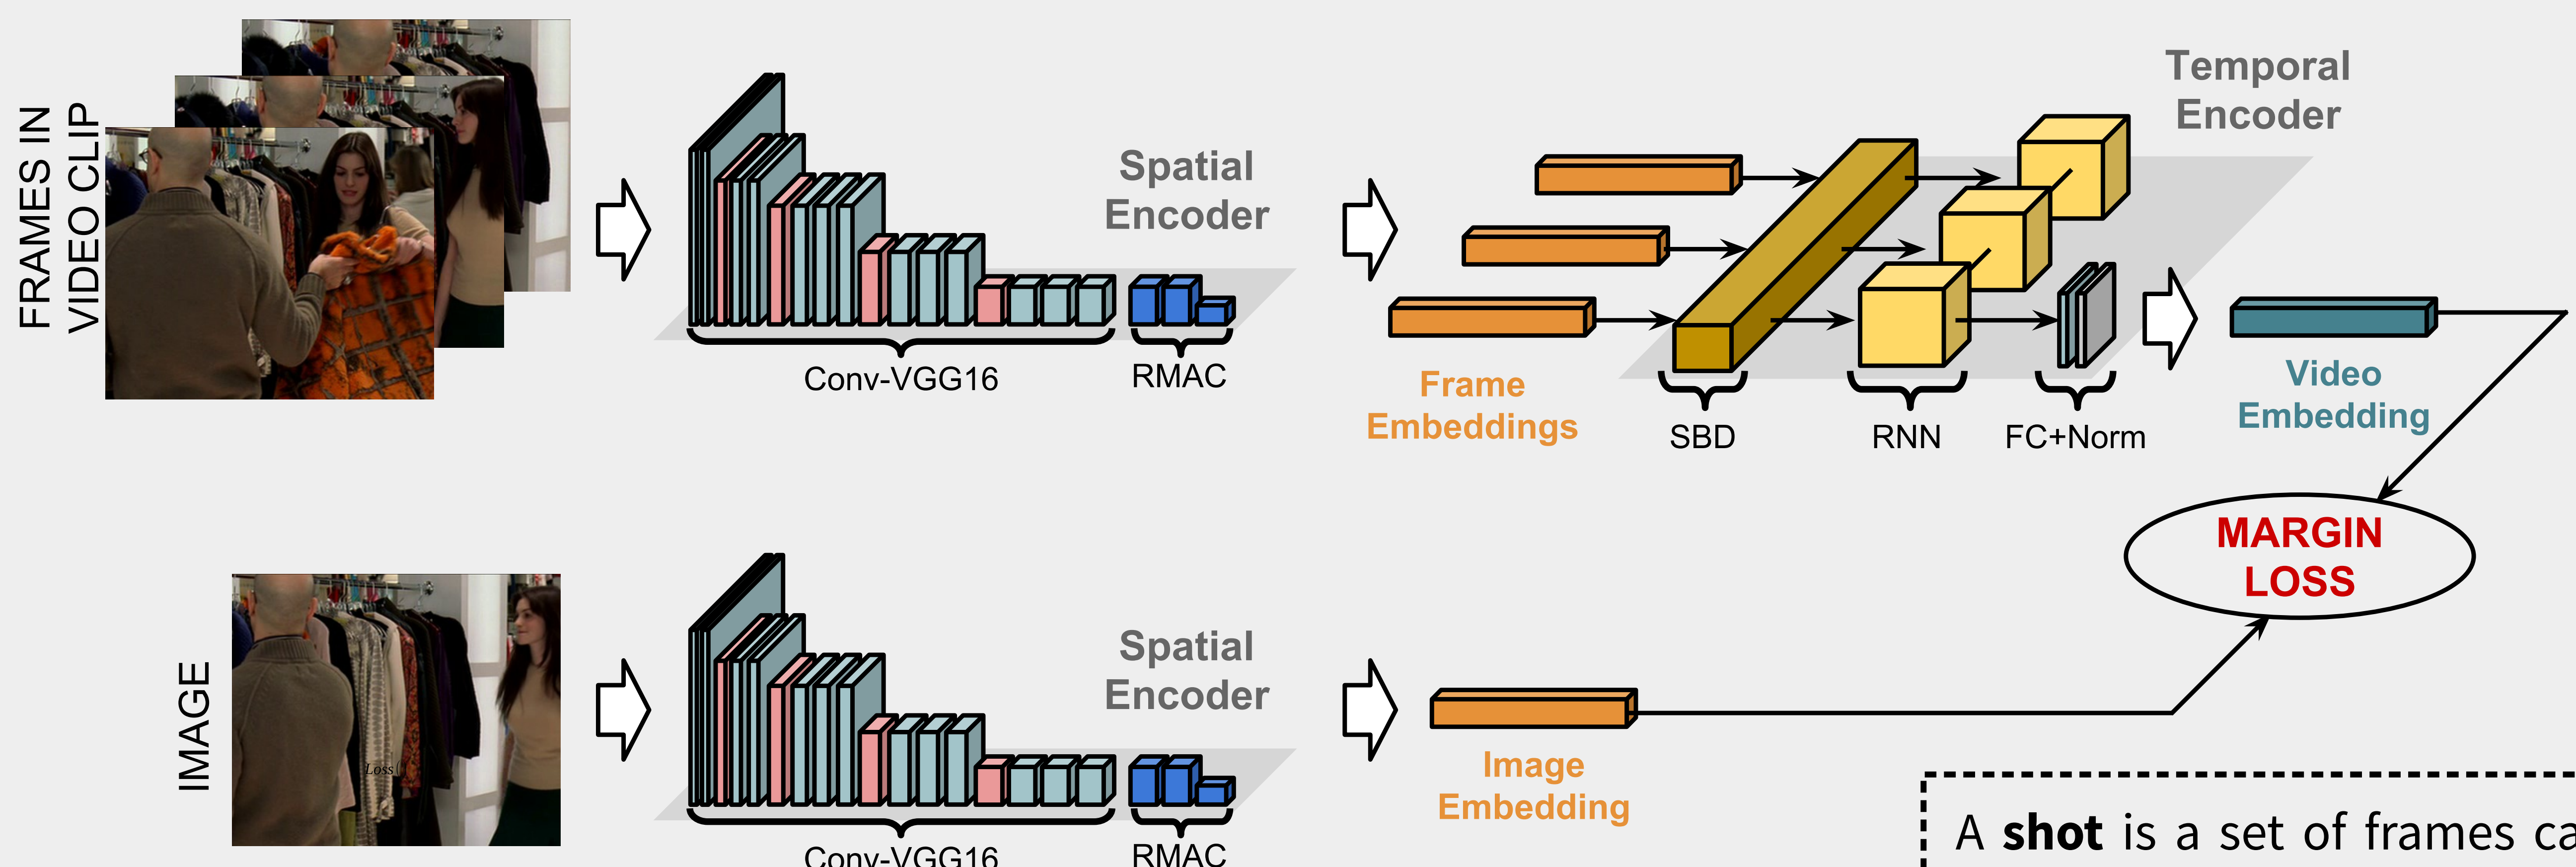 FRAMES IN
VIDEO CLIP
Spatial
Encoder
Conv-VGG16
RMAC
Frame
Embeddings
Temporal
Encoder
SBD
RNN
FC+Norm
Video
Embedding
MARGIN
LOSS
IMAGE
Loss
Spatial
Encoder
Conv-VGG16
RMAC
Image
Embedding
A shot is a set of frames